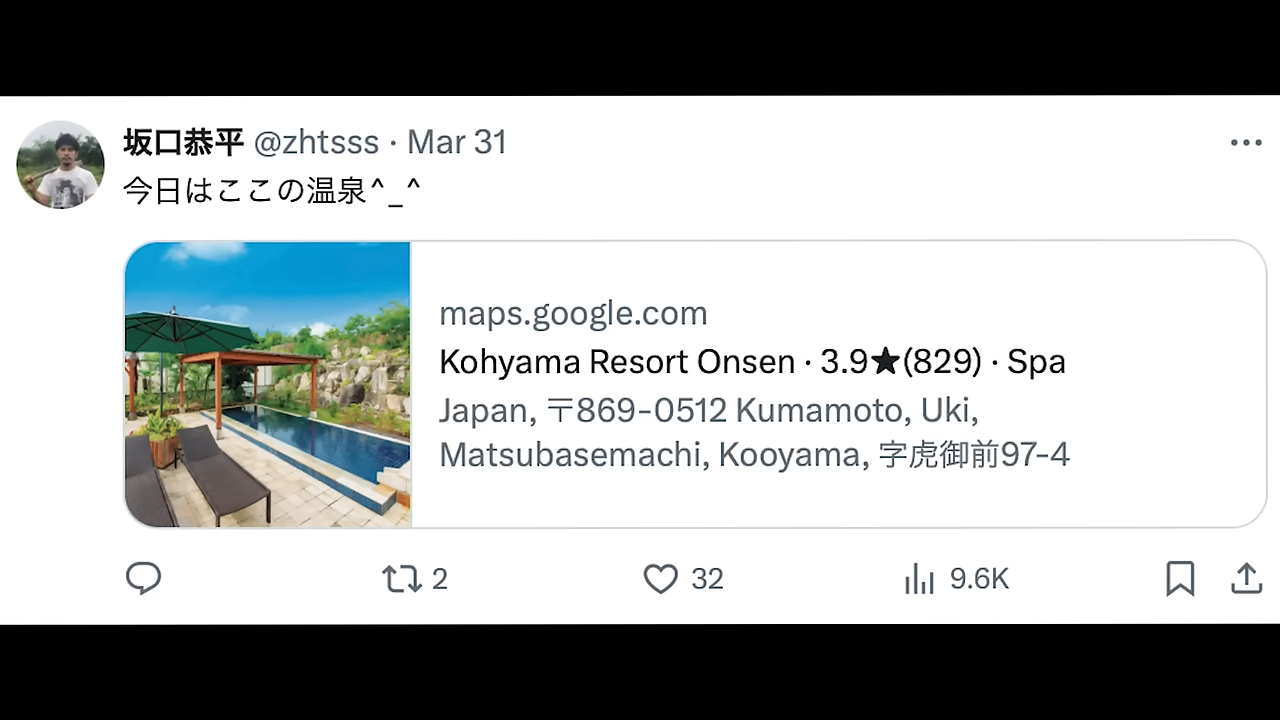 坂口恭平 @zhtsss · Mar 31
今日はここの温泉^_^
maps.google.com
Kohyama Resort Onsen · 3.9★(829) · Spa
Japan, 〒869-0512 Kumamoto, Uki,
Matsubasemachi, Kooyama, 字虎御前97-4
2
32
9.6K